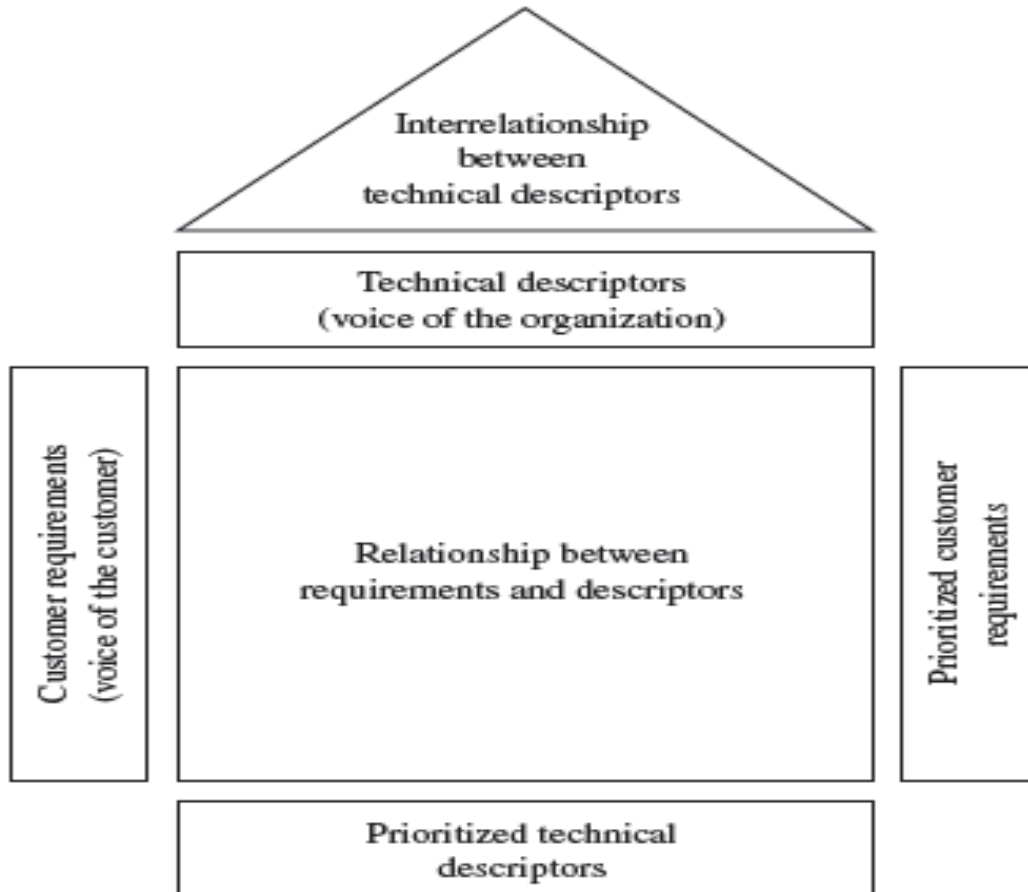 Interrelationship
between
technical descriptors
Technical descriptors
(voice of the organization)
Customer requirements
(voice of the customer)
Relationship between
requirements and descriptors
Prioritized customer
requirements
Prioritized technical
descriptors